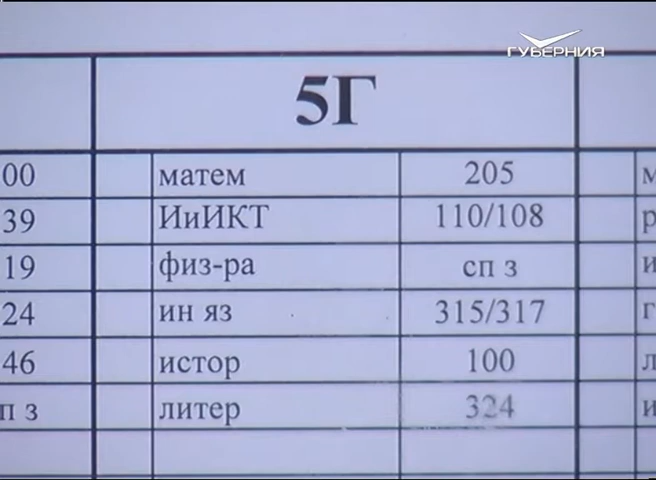 ГУБЕРНИЯ
5Г
00 матем 205
39 ИиИКТ 110/108 р
19 физ-ра сп з и
24 ин яз 315/317 г
46 истор 100 л
п з литер 324 и